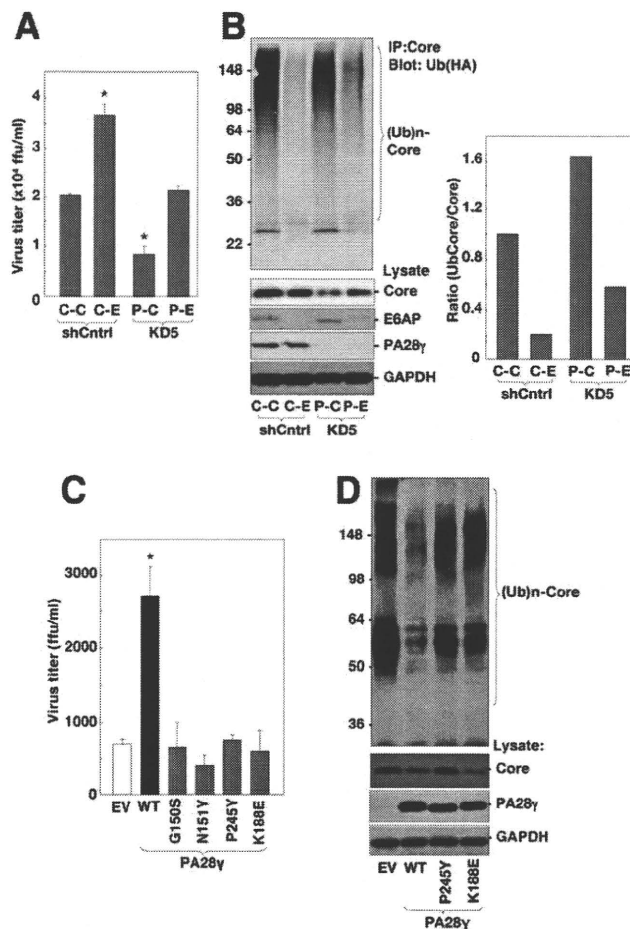 A
Virus titer (x10⁴ ffu/ml)
4
3
2
1
0
C-C C-E P-C P-E
shCntrl KD5
B
IP:Core
Blot: Ub(HA)
148
98
64
50
36
22
(Ub)n-
Core
Lysate
Core
E6AP
PA28γ
GAPDH
C-C C-E P-C P-E
shCntrl KD5
Ratio (UbCore/Core)
1.6
1.2
0.6
0.4
0
C-C C-E P-C P-E
shCntrl KD5
C
Virus titer (ffu/ml)
3000
2000
1000
0
EV WT G150S N151Y P245Y K188E
PA28γ
D
148
98
64
50
36
(Ub)n-Core
Lysate:
Core
PA28γ
GAPDH
EV WT P245Y K188E
PA28γ